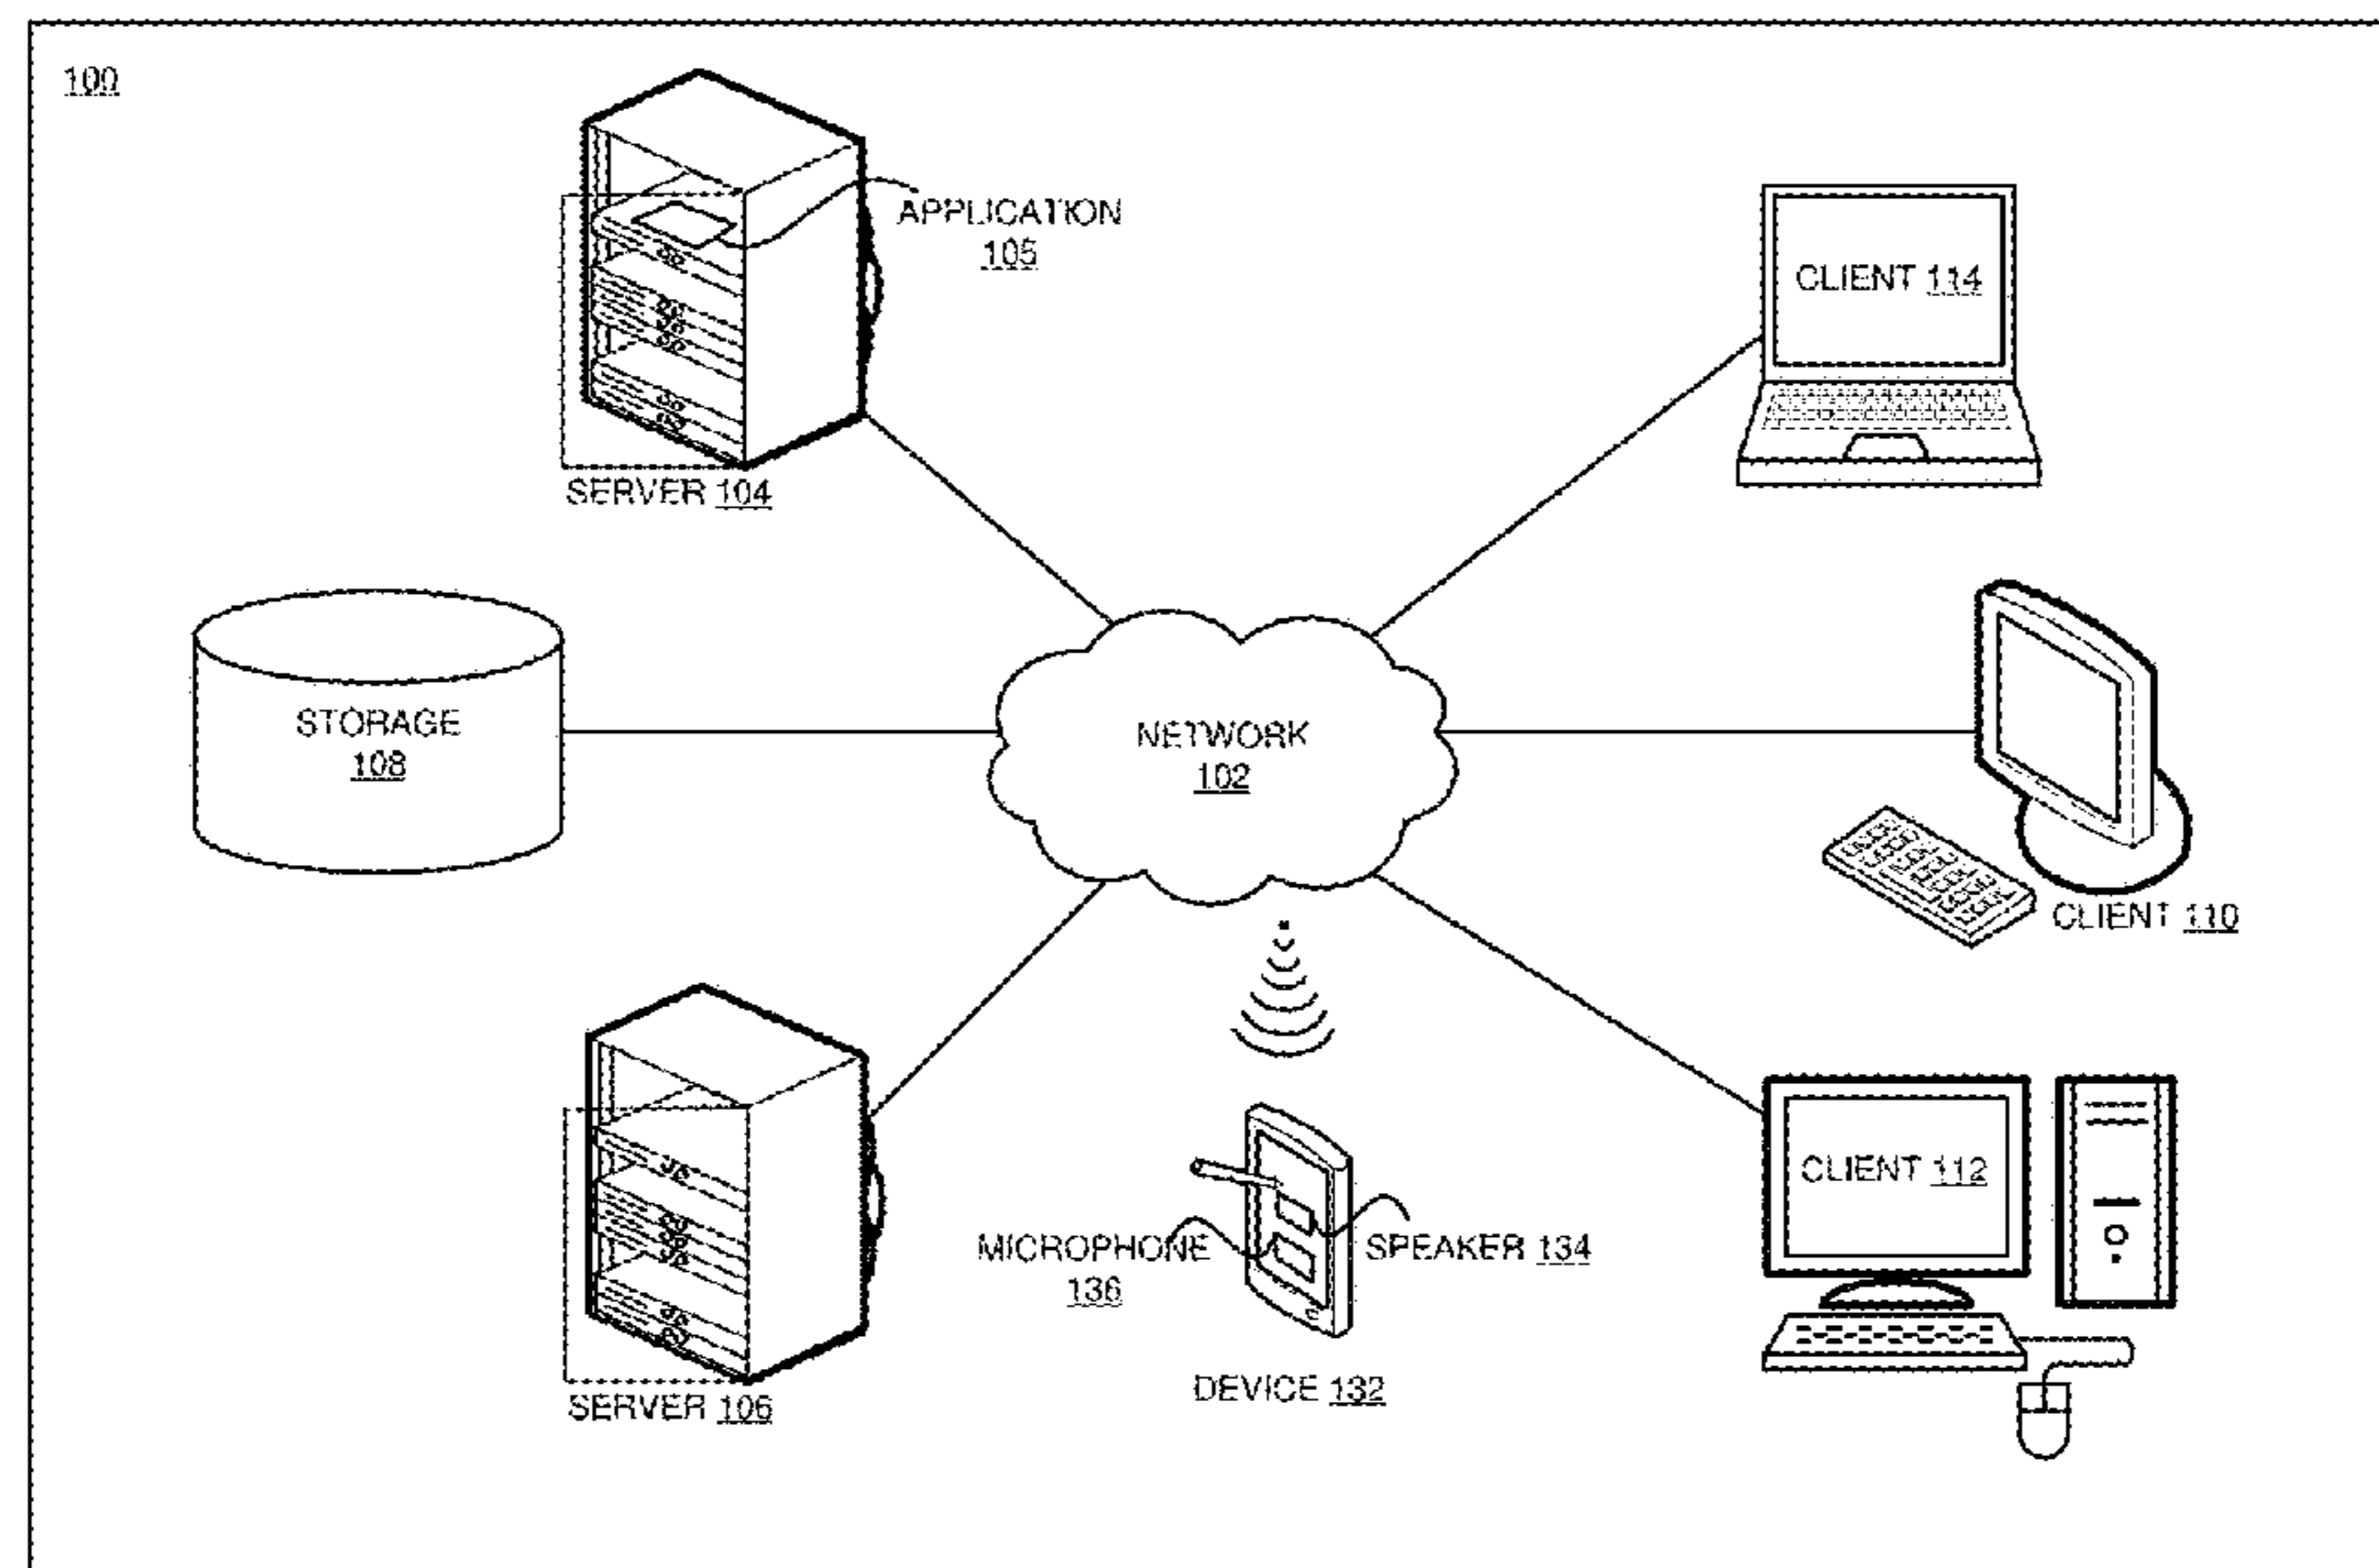 100
APPLICATION
105
CLIENT 114
SERVER 104
STORAGE
108
NETWORK
102
CLIENT 110
CLIENT 112
MICROPHONE
136
SPEAKER 134
DEVICE 132
SERVER 106